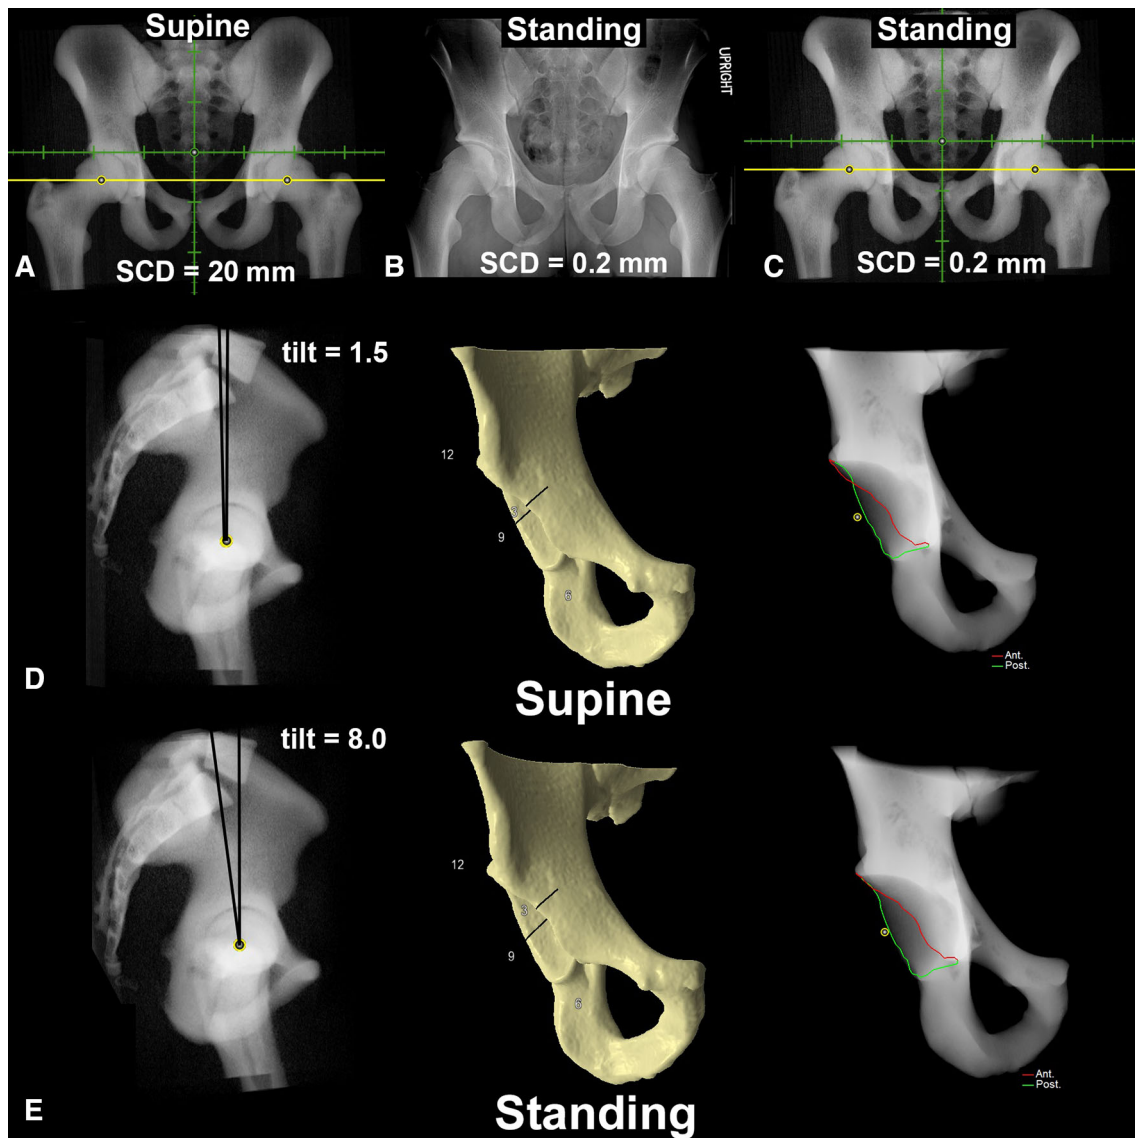 Supine
Standing
Standing
UPRIGHT
A
SCD = 20 mm
B
SCD = 0.2 mm
C
SCD = 0.2 mm
tilt = 1.5
12
3
9
6
Ant.
Post.
D
Supine
tilt = 8.0
12
3
9
6
Ant.
Post.
E
Standing